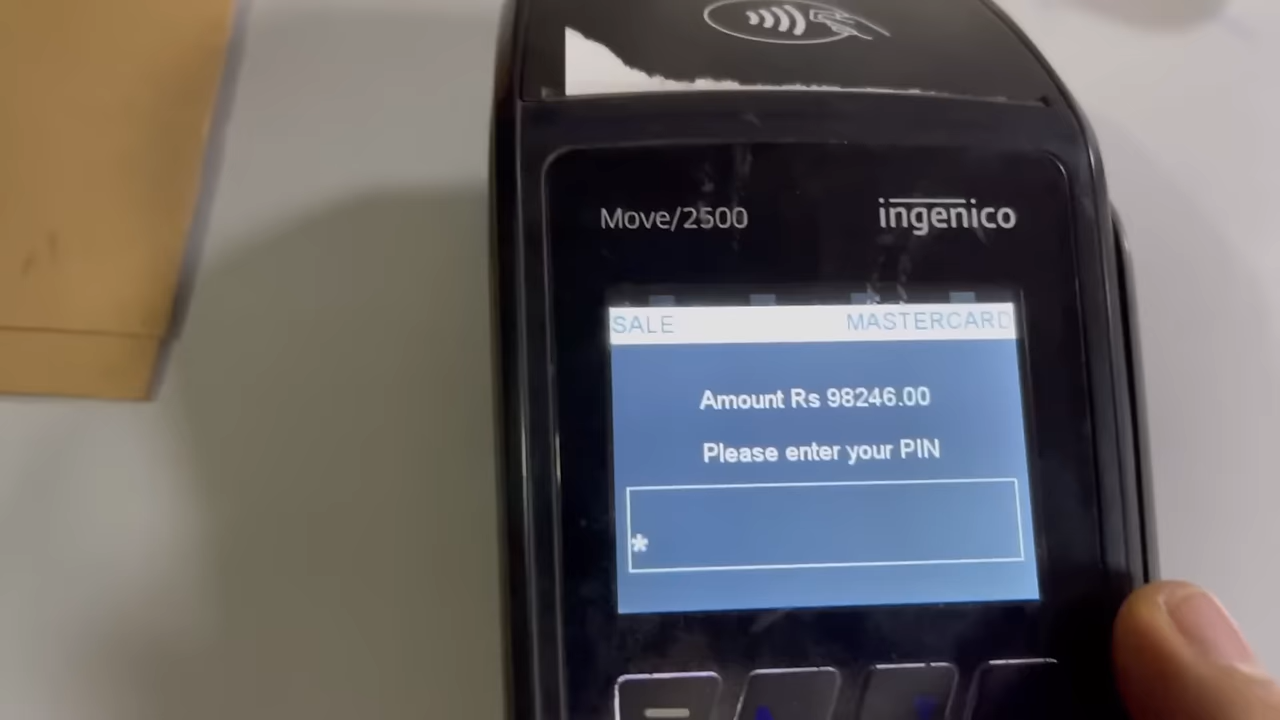 Move/2500 ingenico
SALE MASTERCARD
Amount Rs 98246.00
Please enter your PIN
*